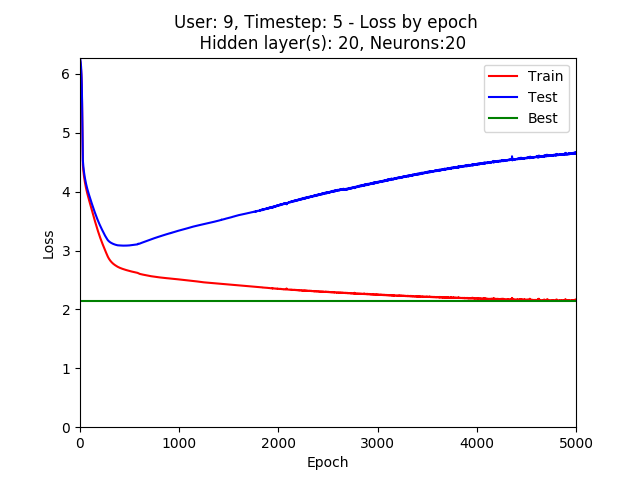 User: 9, Timestep: 5 - Loss by epoch
Hidden layer(s): 20, Neurons:20
Train
Test
Best
Loss
6
5
4
3
2
1
0
0 1000 2000 3000 4000 5000
Epoch